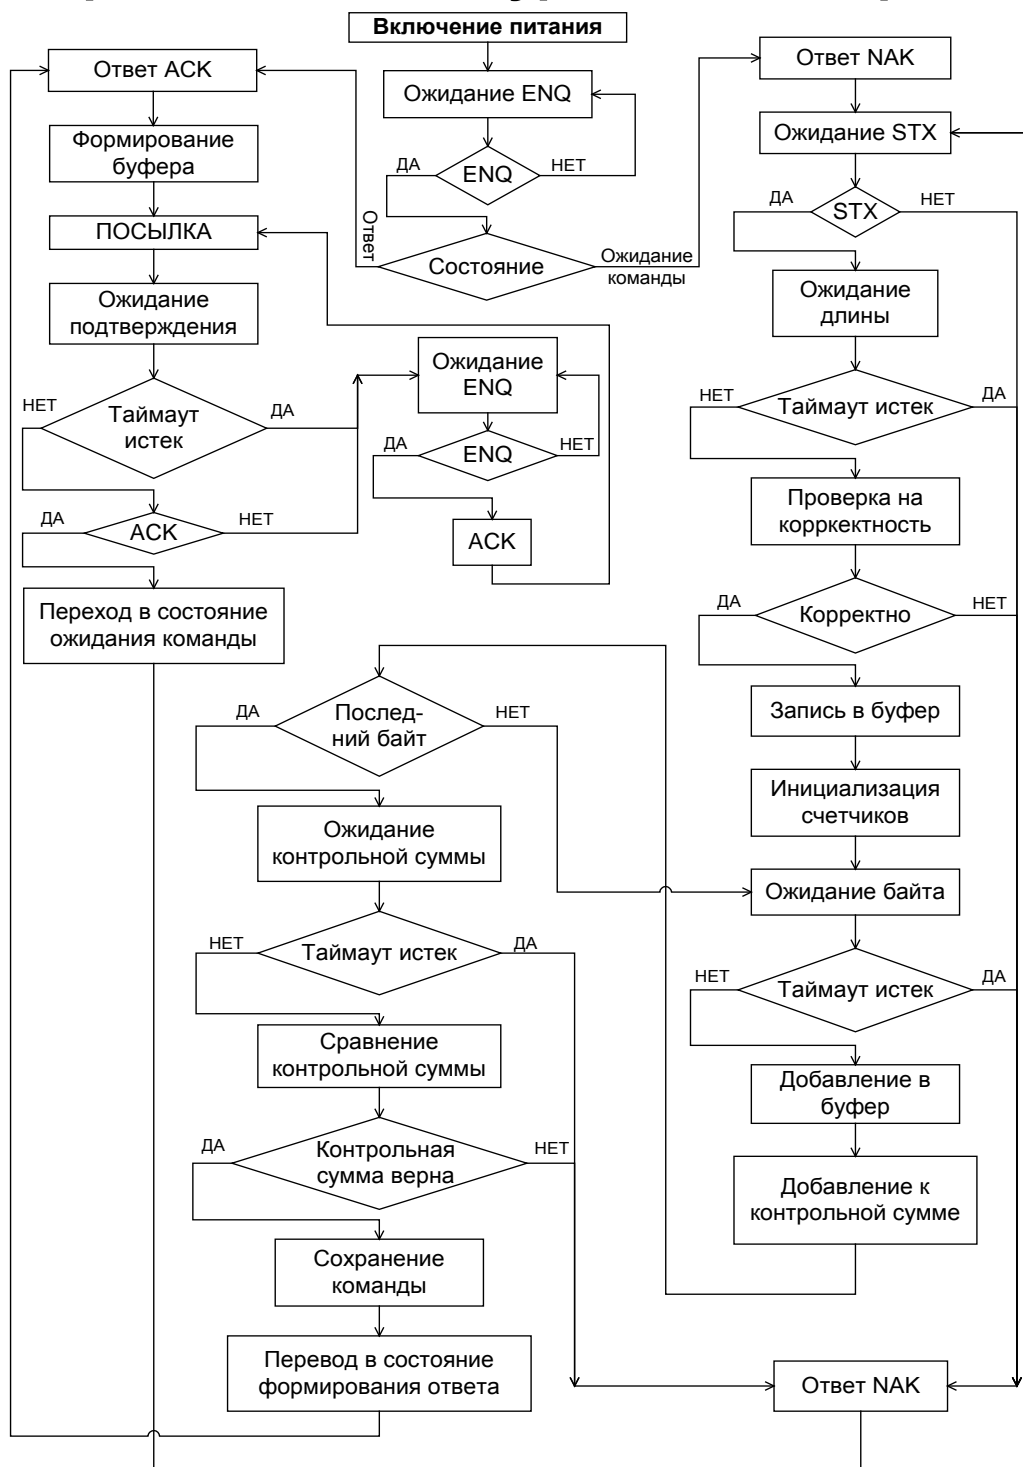 Включение питания
Ответ ACK
Ожидание ENQ
Ответ NAK
Формирование
буфера
ДА
ENQ
НЕТ
Ожидание STX
ДА
STX
НЕТ
ПОСЫЛКА
Ответ
Состояние
Ожидание
команды
Ожидание
подтверждения
Ожидание
длины
Ожидание
ENQ
НЕТ
Таймаут
истек
ДА
НЕТ
Таймаут истек
ДА
ДА
ENQ
НЕТ
Проверка на
корркектность
ДА
ACK
НЕТ
ACK
Переход в состояние
ожидания команды
ДА
Корректно
НЕТ
ДА
Послед-
ний байт
НЕТ
Запись в буфер
Инициализация
счетчиков
Ожидание
контрольной суммы
Ожидание байта
НЕТ
Таймаут истек
ДА
НЕТ
Таймаут истек
ДА
Сравнение
контрольной суммы
Добавление в
буфер
ДА
Контрольная
сумма верна
НЕТ
Добавление к
контрольной сумме
Сохранение
команды
Перевод в состояние
формирования ответа
Ответ NAK